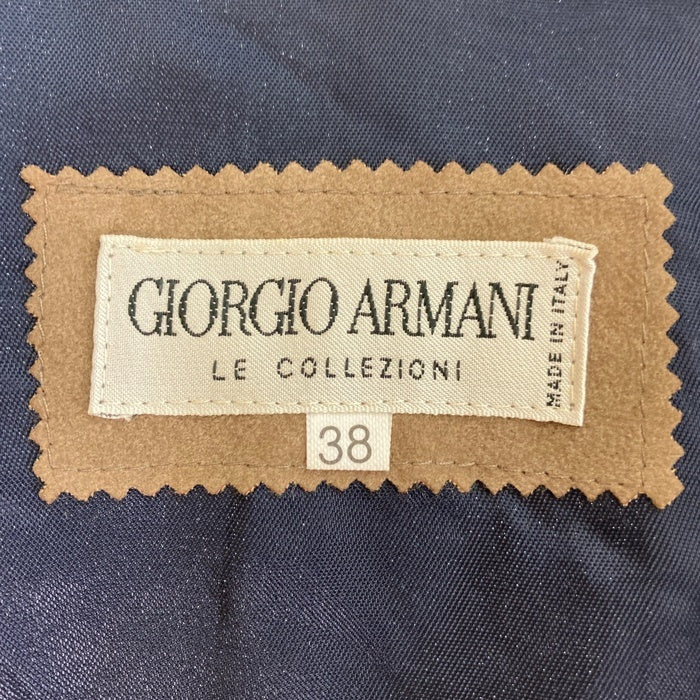 GIORGIO ARMANI
LE COLLEZIONI
MADE IN ITALY
38